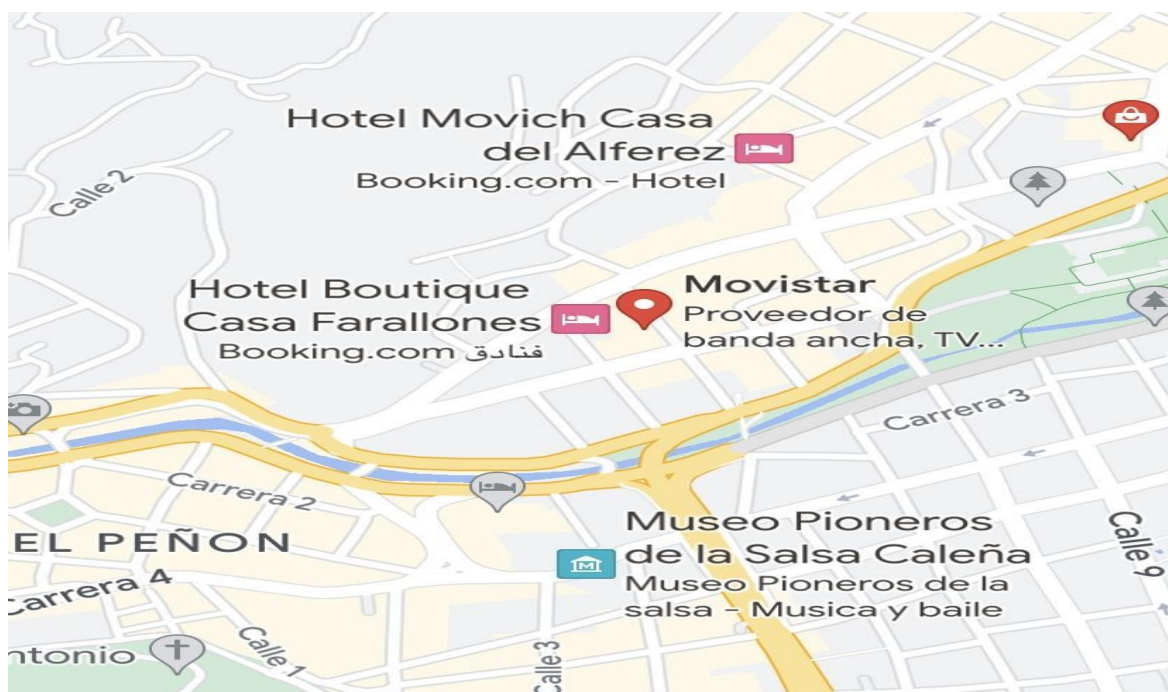 Hotel Movich Casa
del Alferez
Booking.com - Hotel
Calle 2
Hotel Boutique
Casa Farallones
Booking.com فنادق
Movistar
Proveedor de
banda ancha, TV...
Carrera 3
Carrera 2
EL PEÑON
Carrera 4
Museo Pioneros
de la Salsa Caleña
Museo Pioneros de la
salsa - Musica y baile
Calle 9
ntonio
Calle 1
Calle 3